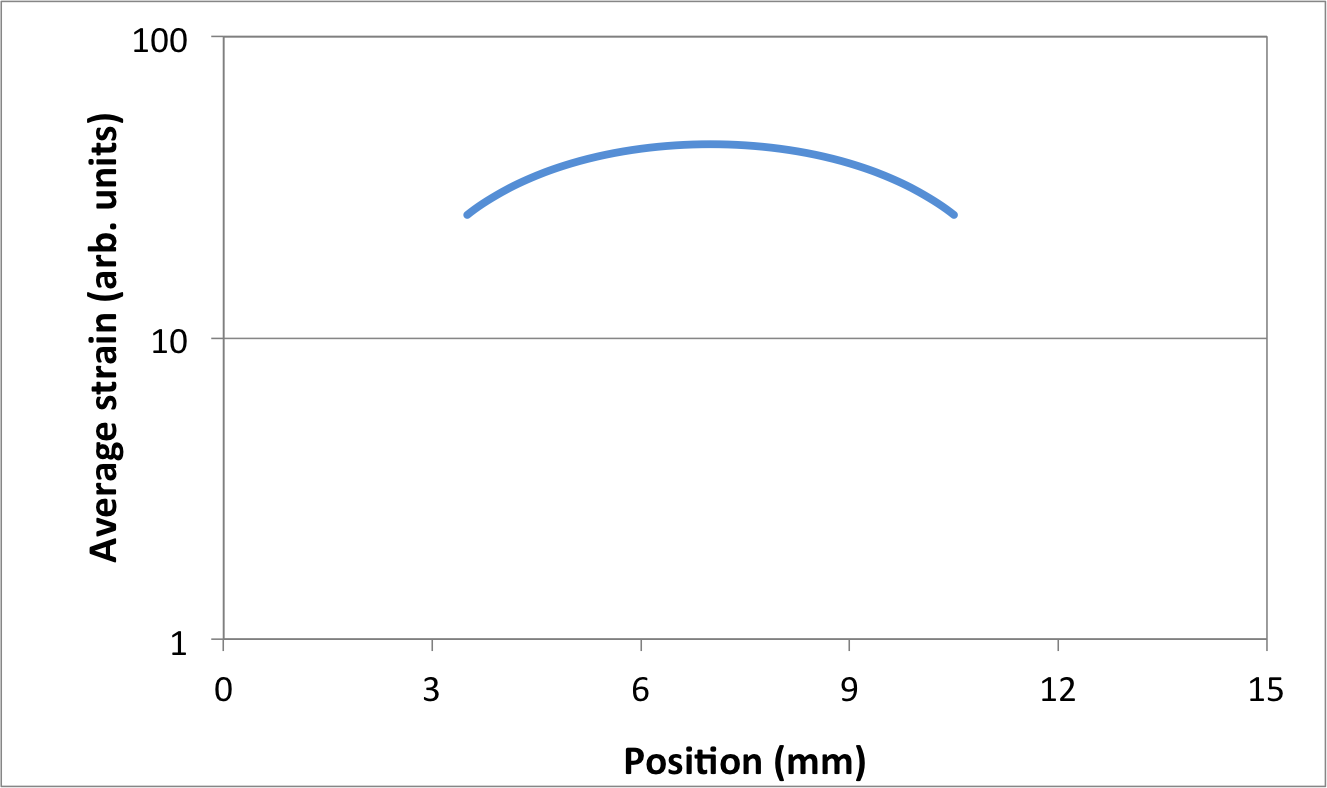 100
10
1
Average strain (arb. units)
0 3 6 9 12 15
Position (mm)